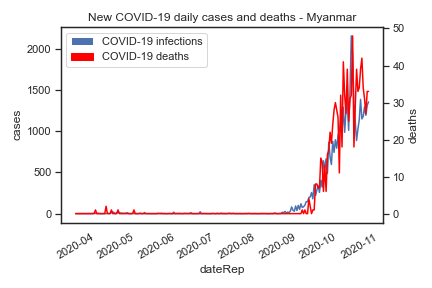 New COVID-19 daily cases and deaths - Myanmar
COVID-19 infections
COVID-19 deaths
2000
1500
1000
500
0
cases
50
40
30
20
10
0
deaths
2020-04 2020-05 2020-06 2020-07 2020-08 2020-09 2020-10 2020-11
dateRep